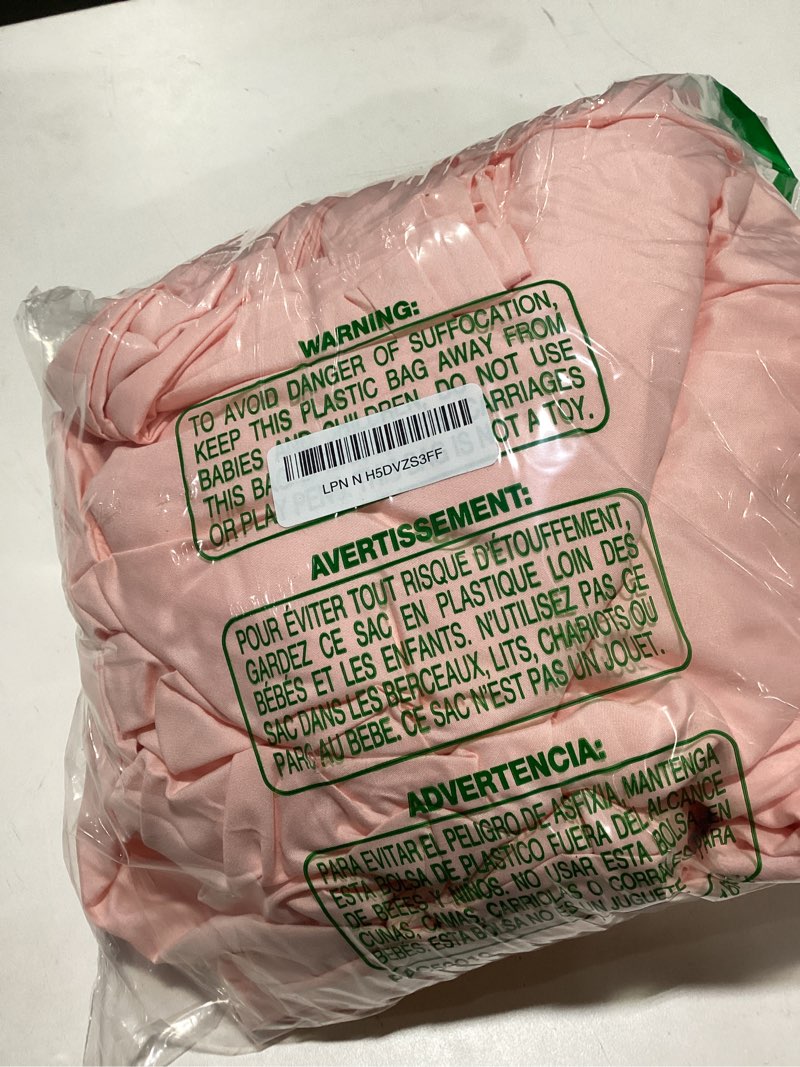 WARNING:
TO AVOID DANGER OF SUFFOCATION,
KEEP THIS PLASTIC BAG AWAY FROM
BABIES AND CHILDREN. DO NOT USE
THIS CARRIAGES
OR NOT A TOY.
LPN N H5DVZS3FF
AVERTISSEMENT:
POUR ÉVITER TOUT RISQUE D'ÉTOUFFEMENT,
GARDEZ CE SAC EN PLASTIQUE LOIN DES
BÉBÉS ET LES ENFANTS. N'UTILISEZ PAS CE
SAC DANS LES BERCEAUX, LITS, CHARIOTS OU
PARC AU BEBE. CE SAC N'EST PAS UN JOUET.
ADVERTENCIA:
PARA EVITAR EL PELIGRO DE ASFIXIA, MANTENGA
ESTA BOLSA DE PLASTICO FUERA DEL ALCANCE
DE BEBES Y NIÑOS. NO USAR ESTA BOLSA EN
CUNAS, CAMAS, CARRIOLAS O CORRALES PARA
BEBES. ESTA BOLSA NO ES UN JUGUETE